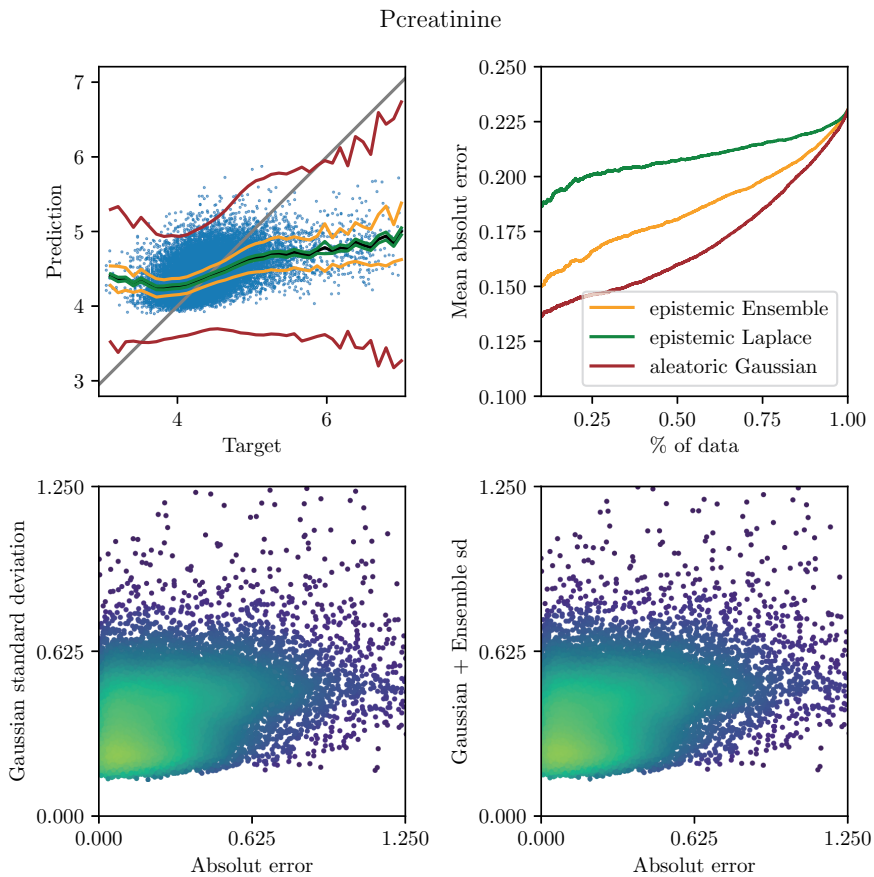 Pcreatinine
7
6
5
4
3
Prediction
4
6
Target
0.250
0.225
0.200
0.175
0.150
0.125
0.100
Mean absolut error
epistemic Ensemble
epistemic Laplace
aleatoric Gaussian
0.25
0.50
0.75
1.00
% of data
1.250
0.625
0.000
Gaussian standard deviation
0.000
0.625
1.250
Absolut error
1.250
0.625
0.000
Gaussian + Ensemble sd
0.000
0.625
1.250
Absolut error